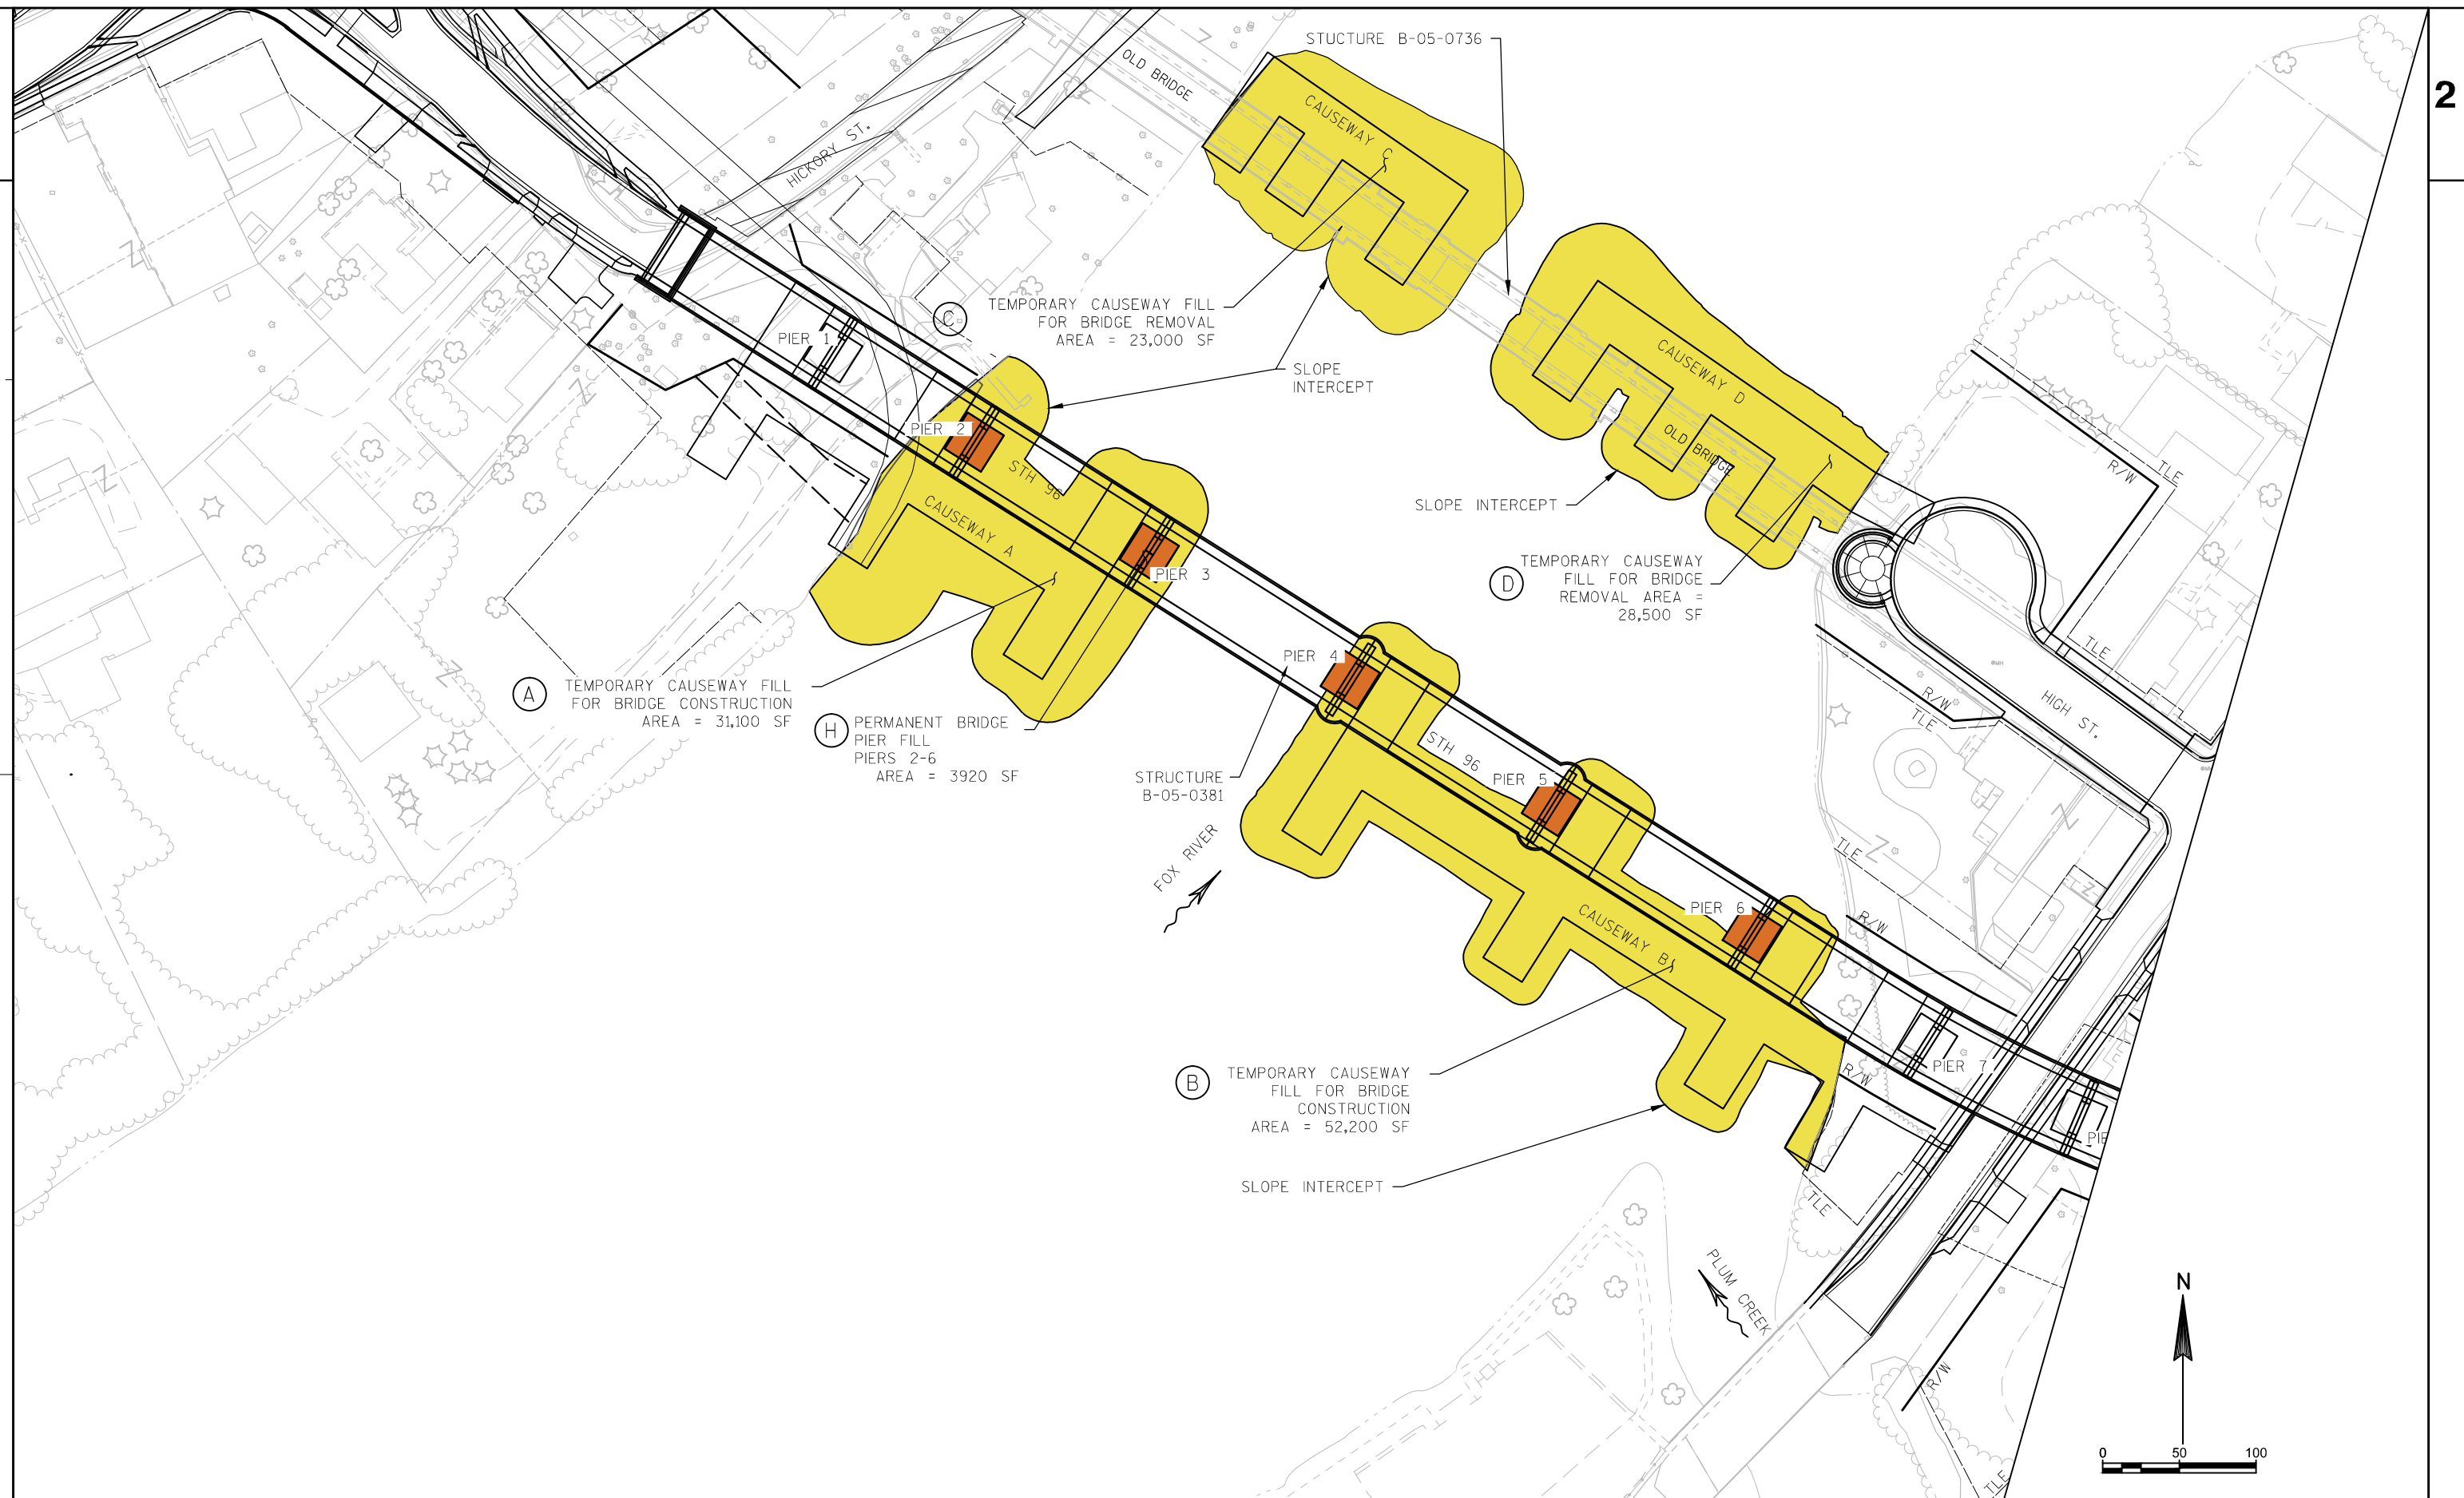 2
STUCTURE B-05-0736
OLD BRIDGE
CAUSEWAY C
HICKORY ST.
C
TEMPORARY CAUSEWAY FILL
FOR BRIDGE REMOVAL
AREA = 23,000 SF
PIER 1
SLOPE
INTERCEPT
CAUSEWAY D
OLD BRIDGE
PIER 2
STH 96
CAUSEWAY A
SLOPE INTERCEPT
R/W
TLE
PIER 3
D
TEMPORARY CAUSEWAY
FILL FOR BRIDGE
REMOVAL AREA =
28,500 SF
PIER 4
TLE
R/W
TLE
HIGH ST.
A
TEMPORARY CAUSEWAY FILL
FOR BRIDGE CONSTRUCTION
AREA = 31,100 SF
H
PERMANENT BRIDGE
PIER FILL
PIERS 2-6
AREA = 3920 SF
STRUCTURE
B-05-0381
STH 96
PIER 5
FOX RIVER
TLE
PIER 6
CAUSEWAY B
R/W
B
TEMPORARY CAUSEWAY
FILL FOR BRIDGE
CONSTRUCTION
AREA = 52,200 SF
R/W
PIER 7
PIE
SLOPE INTERCEPT
TLE
PLUM CREEK
N
R/W
TLE
0 50 100